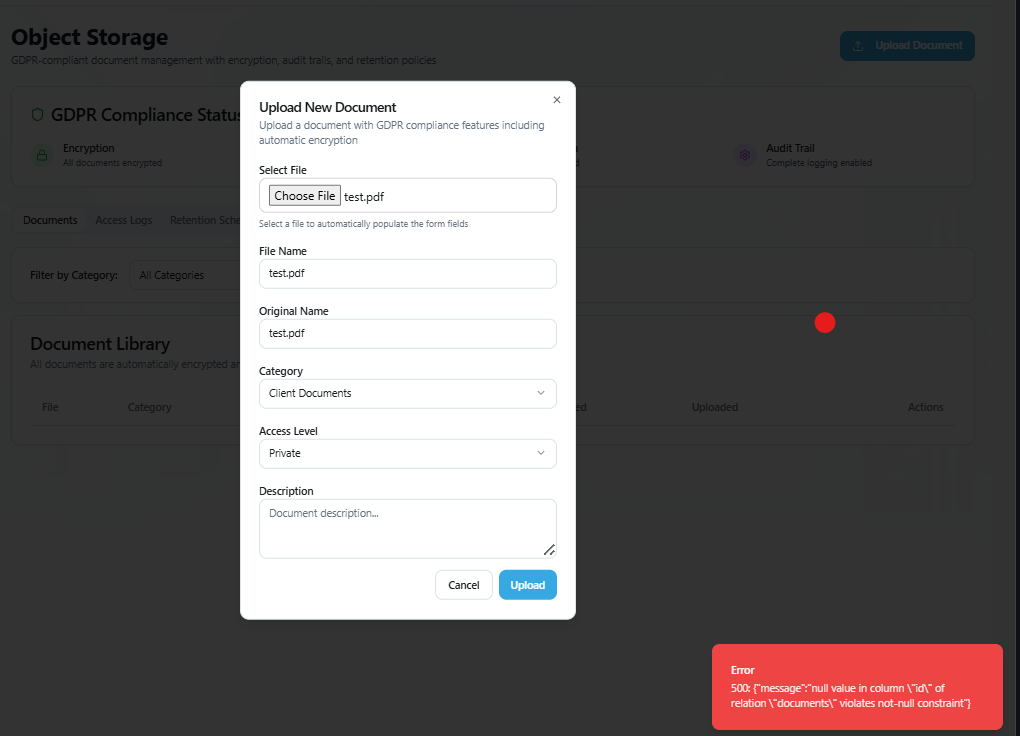 Object Storage
GDPR-compliant document management with encryption, audit trails, and retention policies
Upload Document
GDPR Compliance Status
Encryption
All documents encrypted
Audit Trail
Complete logging enabled
Documents Access Logs Retention Sche
Filter by Category: All Categories
Document Library
All documents are automatically encrypted an
File Category ed Uploaded Actions
Upload New Document
Upload a document with GDPR compliance features including
automatic encryption
Select File
Choose File test.pdf
Select a file to automatically populate the form fields
File Name
test.pdf
Original Name
test.pdf
Category
Client Documents
Access Level
Private
Description
Document description...
Cancel Upload
Error
500: {"message":"null value in column \"id\" of
relation \"documents\" violates not-null constraint"}